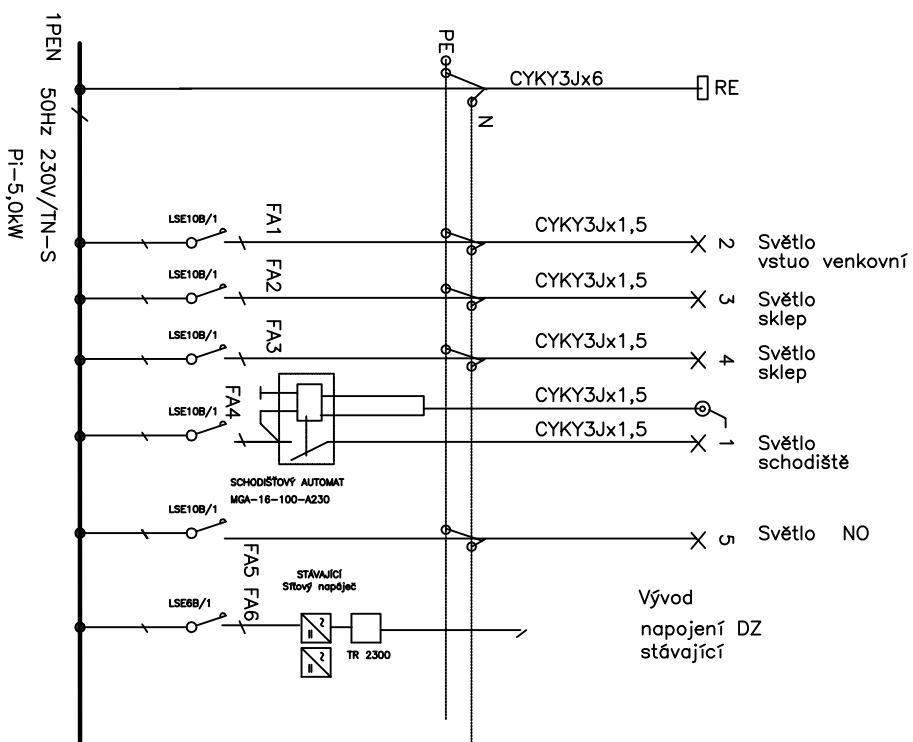 1PEN 50Hz 230V/TN-S
Pi-5,0kW
PE
N
CYKY3Jx6
RE
LSE10B/1
FA1
CYKY3Jx1,5
2
Světlo
vstuo venkovní
LSE10B/1
FA2
CYKY3Jx1,5
3
Světlo
sklep
LSE10B/1
FA3
CYKY3Jx1,5
4
Světlo
sklep
CYKY3Jx1,5
LSE10B/1
FA4
CYKY3Jx1,5
1
Světlo
schodiště
SCHODIŠŤOVÝ AUTOMAT
MGA-16-100-A230
LSE10B/1
FA5
5
Světlo NO
LSE6B/1
FA6
STÁVAJÍCÍ
Síťový napáječ
TR 2300
Vývod
napojení DZ
stávající